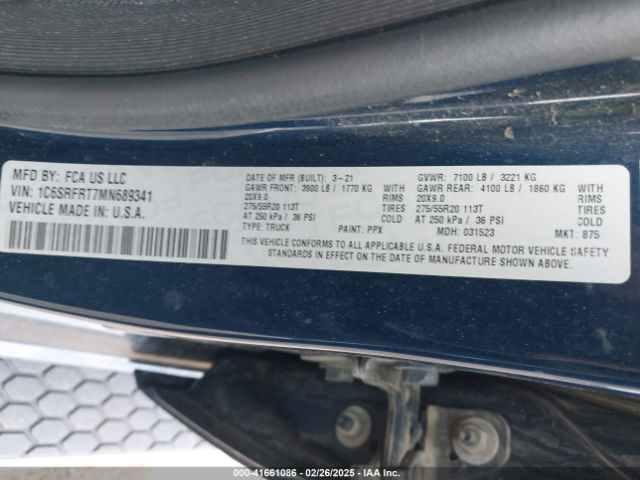 MFD BY: FCA US LLC
VIN: 1C6SRFRT7MN689341
VEHICLE MADE IN: U.S.A.
DATE OF MFR (BUILT): 3-21 GVWR: 7100 LB / 3221 KG
GAWR FRONT: 3900 LB / 1770 KG WITH GAWR REAR: 4100 LB / 1860 KG WITH
20X9.0 RIMS 20X9.0 RIMS
275/55R20 113T TIRES 275/55R20 113T TIRES
AT 250 kPa / 36 PSI AT 250 kPa / 36 PSI
TYPE: TRUCK PAINT: PPX MDH: 031523 MKT: 875
THIS VEHICLE CONFORMS TO ALL APPLICABLE U.S.A. FEDERAL MOTOR VEHICLE SAFETY
STANDARDS IN EFFECT ON THE DATE OF MANUFACTURE SHOWN ABOVE.
000-41661086 - 02/26/2025 - IAA Inc.